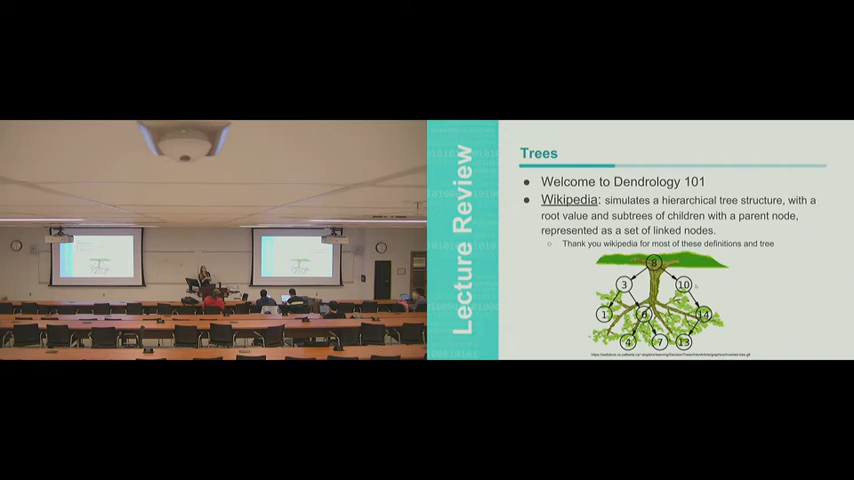 Lecture Review
Trees
● Welcome to Dendrology 101
● Wikipedia: simulates a hierarchical tree structure, with a
root value and subtrees of children with a parent node,
represented as a set of linked nodes.
○ Thank you wikipedia for most of these definitions and tree
8
3 10
1 6 14
4 7 13